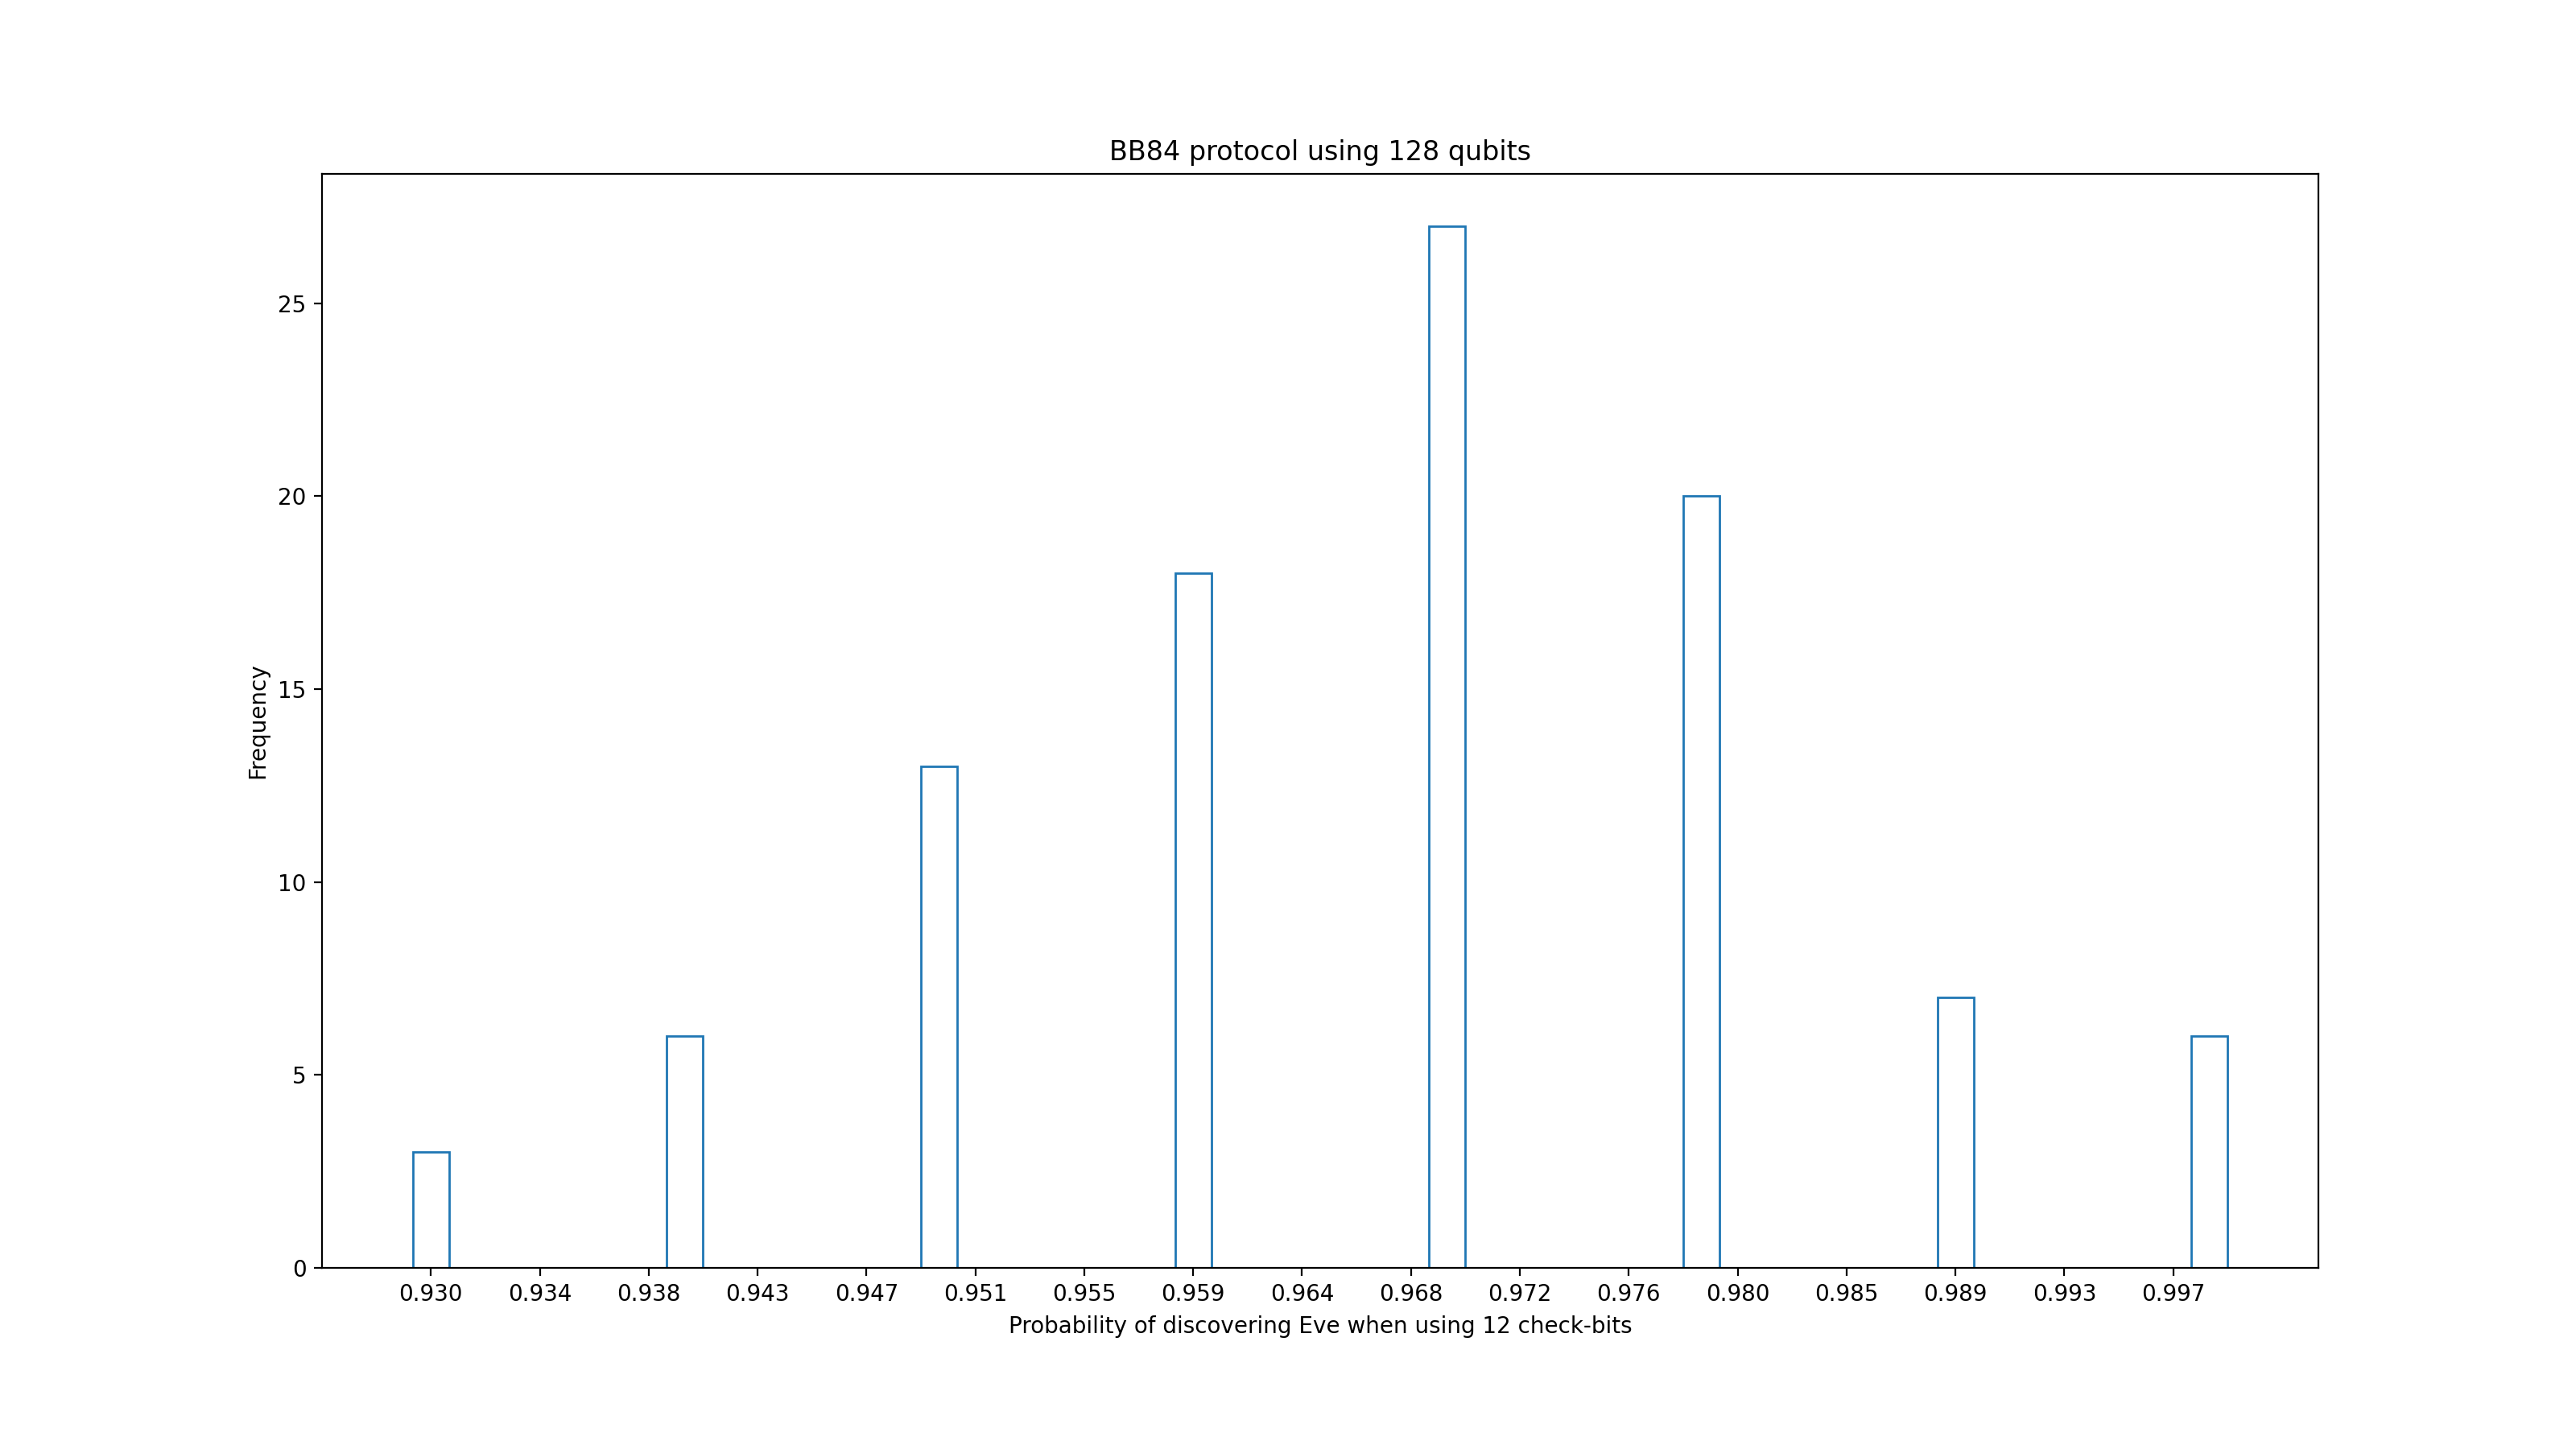 BB84 protocol using 128 qubits
25
20
15
10
5
0
Frequency
0.930 0.934 0.938 0.943 0.947 0.951 0.955 0.959 0.964 0.968 0.972 0.976 0.980 0.985 0.989 0.993 0.997
Probability of discovering Eve when using 12 check-bits